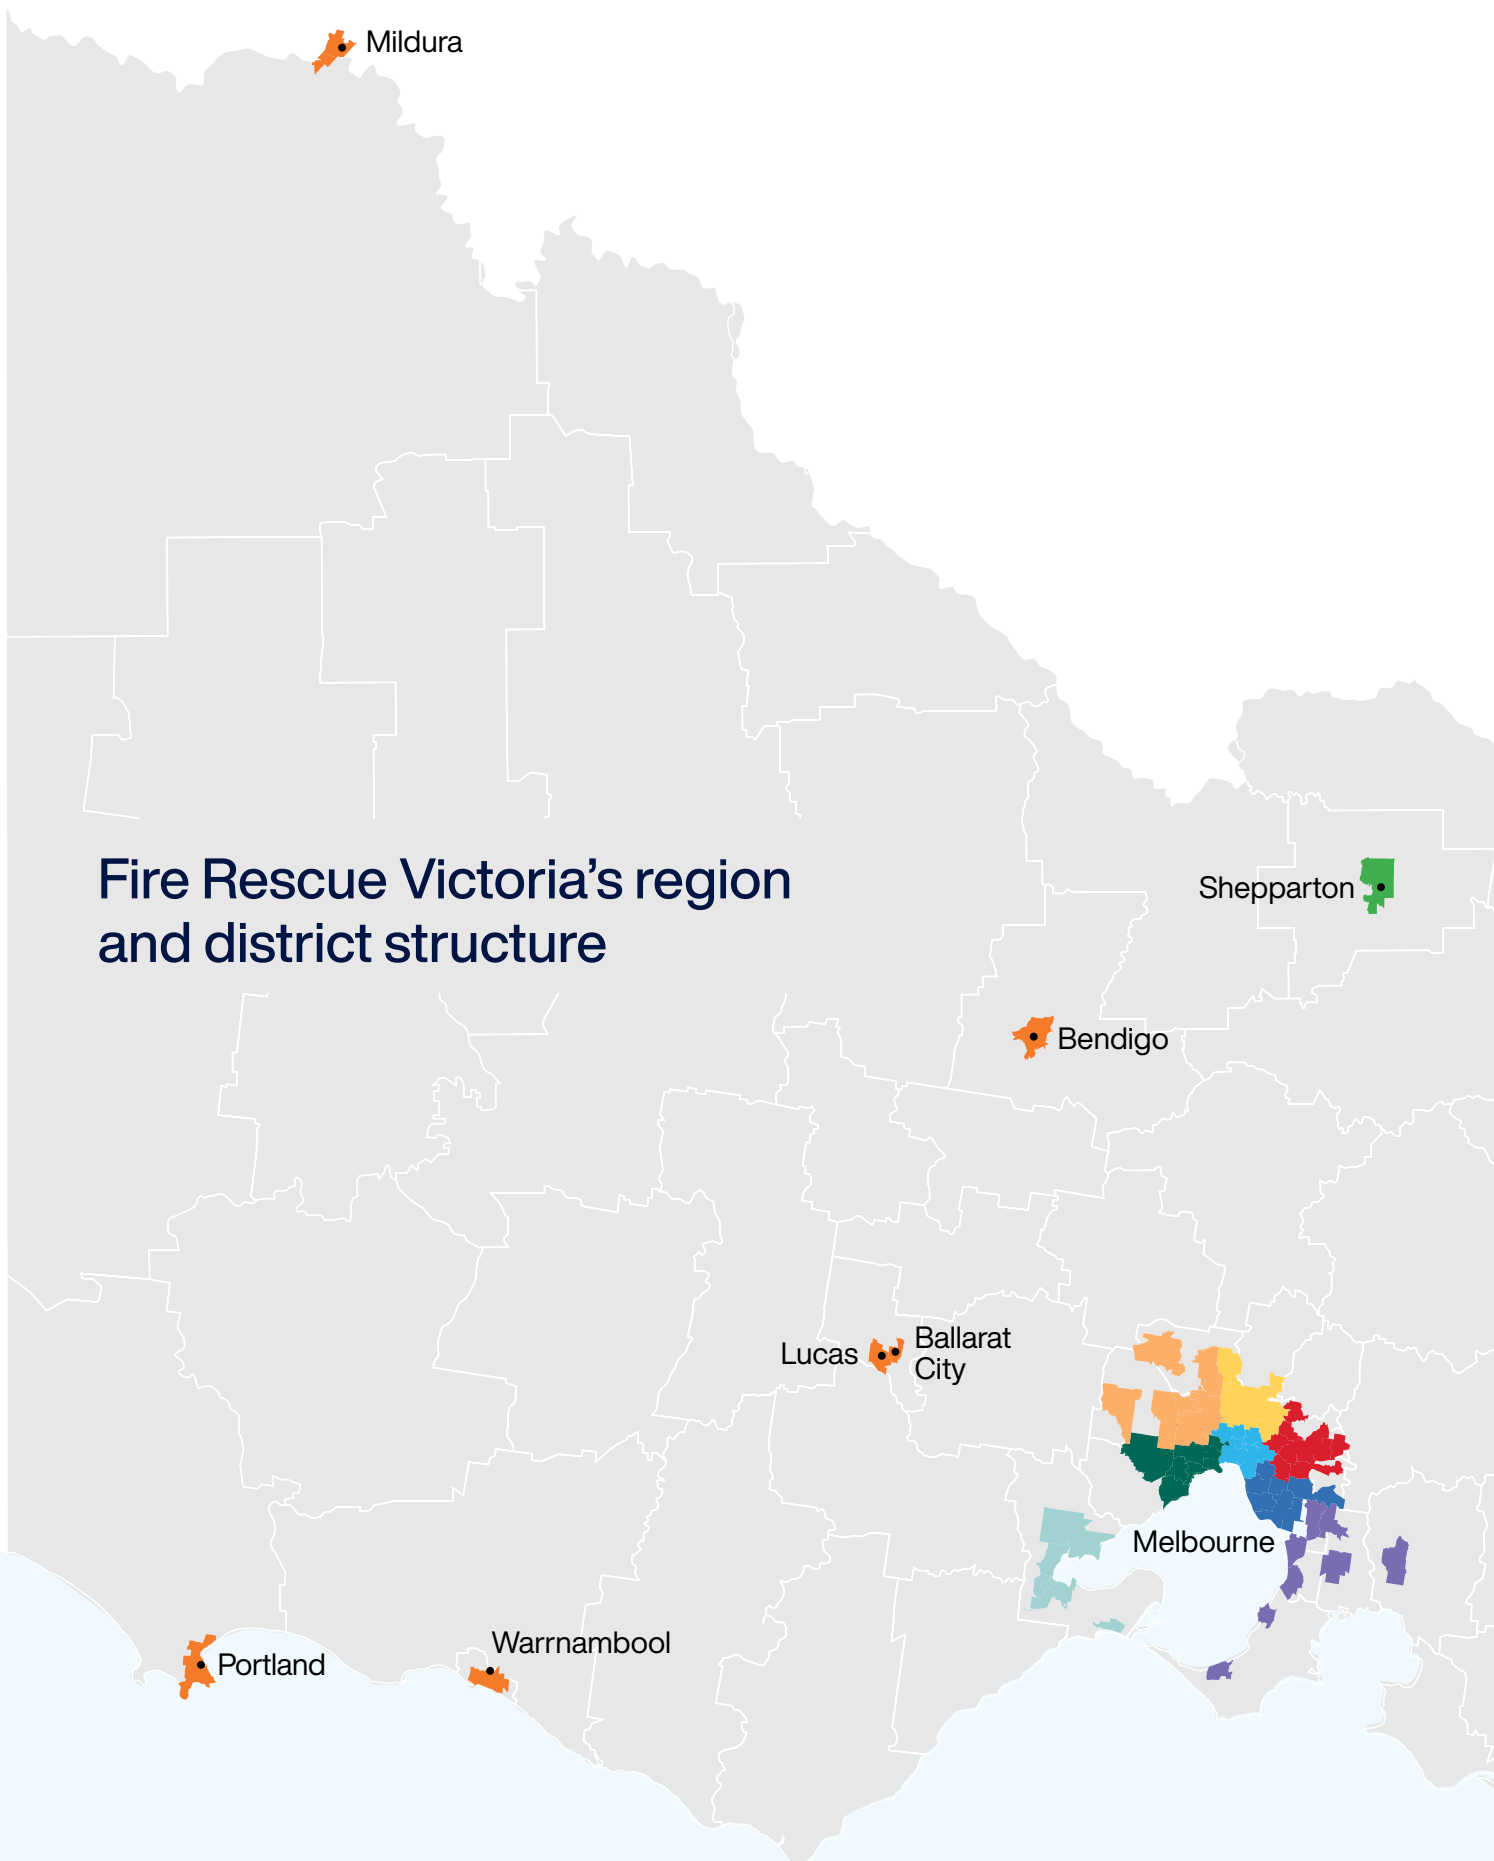 Mildura
Fire Rescue Victoria’s region
and district structure
Shepparton
Bendigo
Lucas
Ballarat
City
Melbourne
Warrnambool
Portland